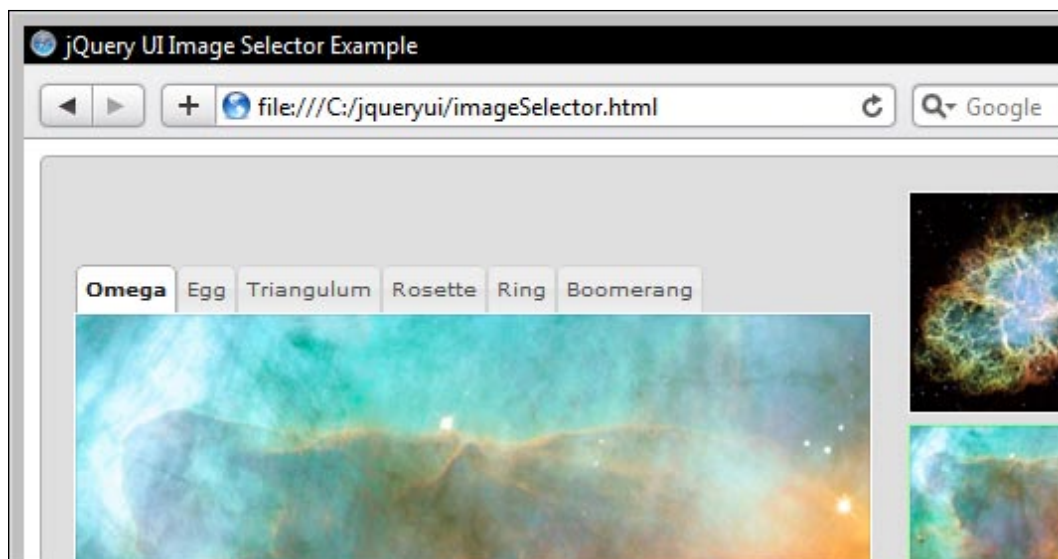 jQuery UI Image Selector Example
file:///C:/jqueryui/imageSelector.html
Google
Omega Egg Triangulum Rosette Ring Boomerang